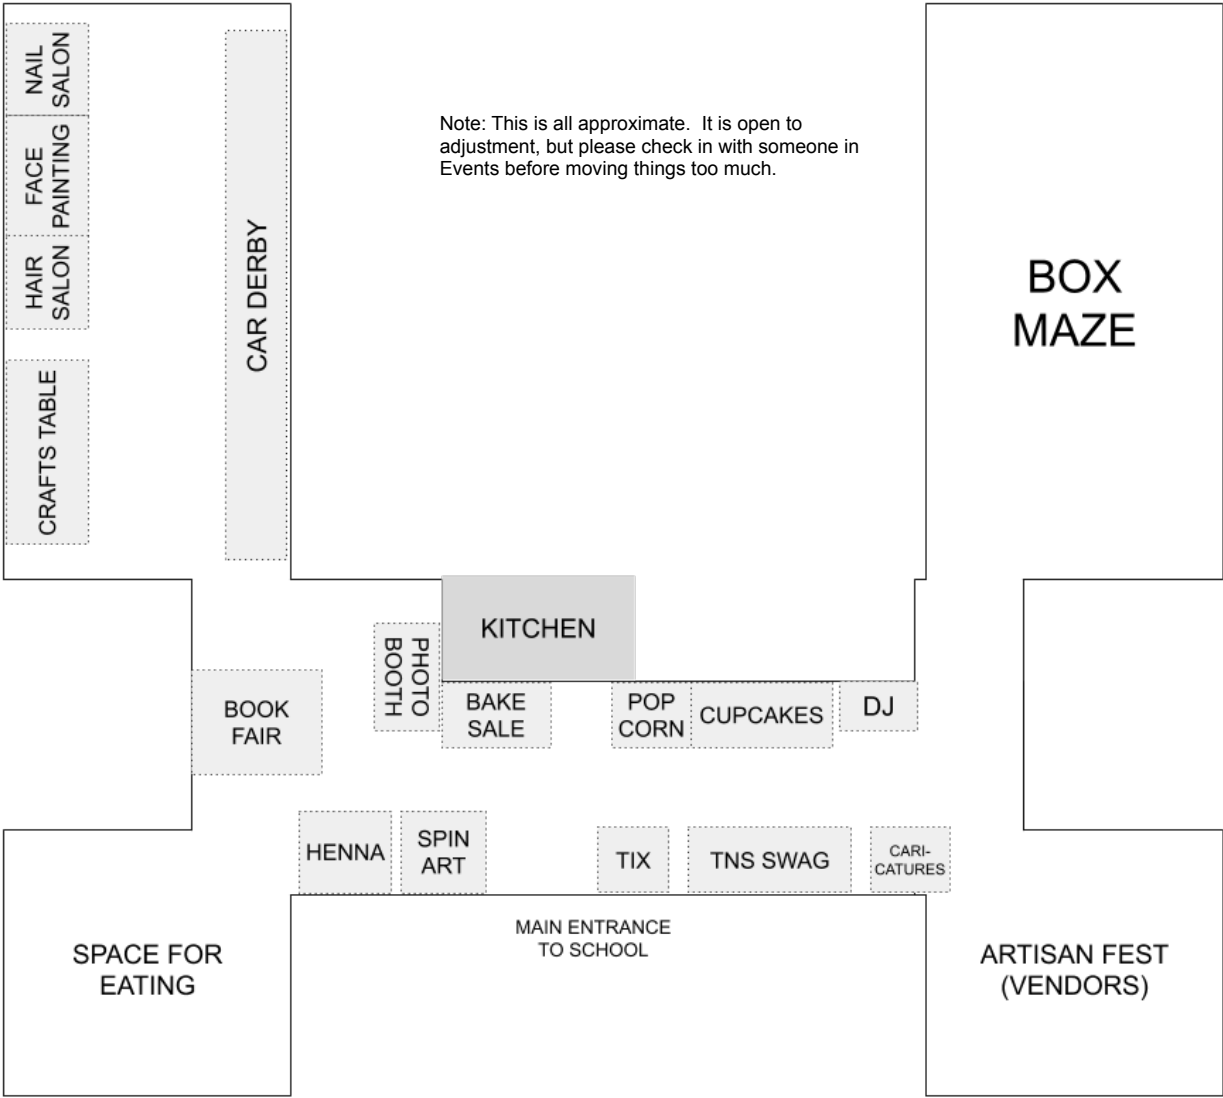 NAIL
SALON
FACE
PAINTING
HAIR
SALON
CRAFTS TABLE
CAR DERBY
Note: This is all approximate.  It is open to
adjustment, but please check in with someone in
Events before moving things too much.
BOX
MAZE
KITCHEN
PHOTO
BOOTH
BOOK
FAIR
BAKE
SALE
POP
CORN
CUPCAKES
DJ
HENNA
SPIN
ART
TIX
TNS SWAG
CARI-
CATURES
MAIN ENTRANCE
TO SCHOOL
SPACE FOR
EATING
ARTISAN FEST
(VENDORS)